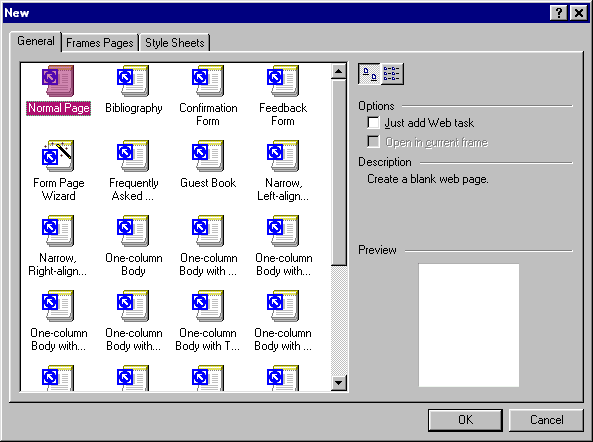 New
General
Frames Pages
Style Sheets
Normal Page
Bibliography
Confirmation
Form
Feedback
Form
Form Page
Wizard
Frequently
Asked ...
Guest Book
Narrow,
Left-align...
Narrow,
Right-align...
One-column
Body
One-column
Body with ...
One-column
Body with...
One-column
Body with...
One-column
Body with...
One-column
Body with T...
One-column
Body with ...
Options
Just add Web task
Open in current frame
Description
Create a blank web page.
Preview
OK
Cancel